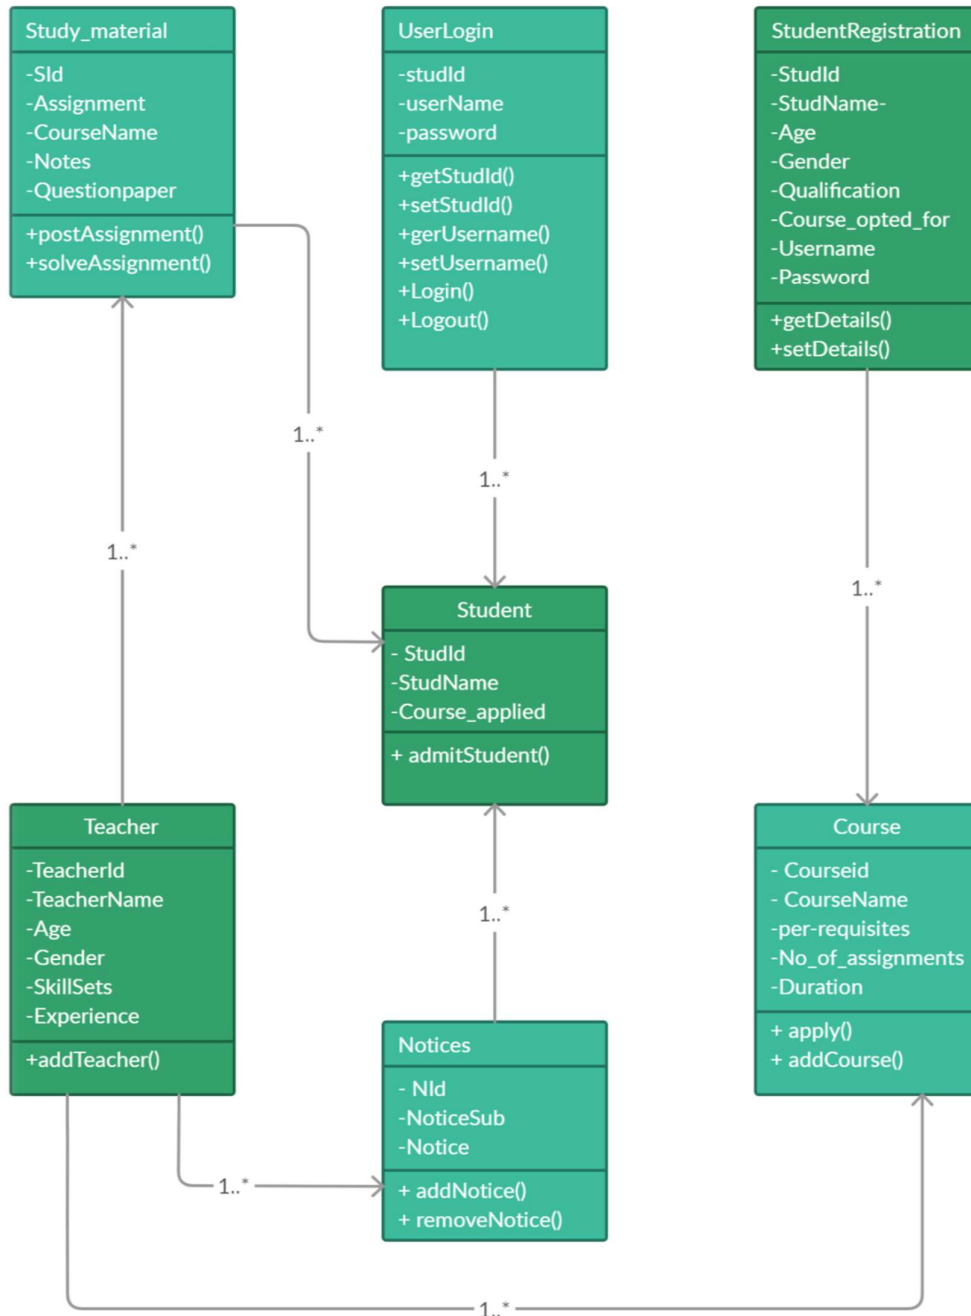 Study_material
-SId
-Assignment
-CourseName
-Notes
-Questionpaper
+postAssignment()
+solveAssignment()
UserLogin
-studId
-userName
-password
+getStudId()
+setStudId()
+gerUsername()
+setUsername()
+Login()
+Logout()
StudentRegistration
-StudId
-StudName-
-Age
-Gender
-Qualification
-Course_opted_for
-Username
-Password
+getDetails()
+setDetails()
1..*
1..*
1..*
1..*
Student
- StudId
-StudName
-Course_applied
+ admitStudent()
Teacher
-TeacherId
-TeacherName
-Age
-Gender
-SkillSets
-Experience
+addTeacher()
1..*
Course
- Courseid
- CourseName
-per-requisites
-No_of_assignments
-Duration
+ apply()
+ addCourse()
Notices
- NId
-NoticeSub
-Notice
+ addNotice()
+ removeNotice()
1..*
1..*